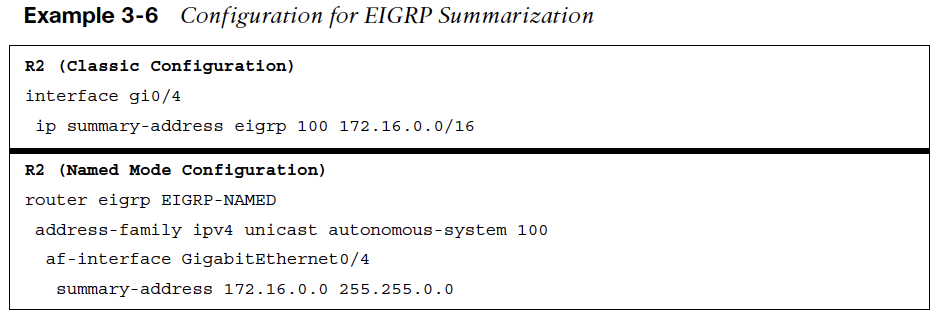 Example 3-6 Configuration for EIGRP Summarization
R2 (Classic Configuration)
interface gi0/4
 ip summary-address eigrp 100 172.16.0.0/16
R2 (Named Mode Configuration)
router eigrp EIGRP-NAMED
 address-family ipv4 unicast autonomous-system 100
  af-interface GigabitEthernet0/4
   summary-address 172.16.0.0 255.255.0.0